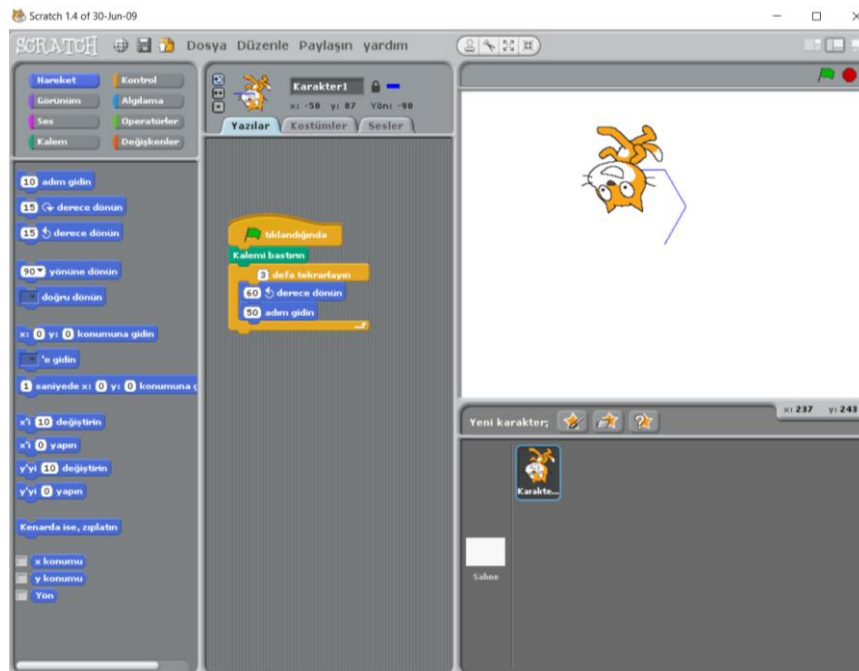 Scratch 1.4 of 30-Jun-09
SCRATCH Dosya Düzenle Paylaşın yardım
Hareket Kontrol
Görünüm Algılama
Ses Operatörler
Kalem Değişkenler
10 adım gidin
15 derece dönün
15 derece dönün
90 yönüne dönün
doğru dönün
x: 0 y: 0 konumuna gidin
'e gidin
1 saniyede x: 0 y: 0 konumuna g
x'i 10 değiştirin
x'i 0 yapın
y'yi 10 değiştirin
y'yi 0 yapın
Kenarda ise, zıplatın
x konumu
y konumu
Yön
Karakter1
x: -50 y: 87 Yön: -90
Yazılar Kostümler Sesler
tıklandığında
Kalemi bastırın
3 defa tekrarlayın
60 derece dönün
50 adım gidin
x: 237 y: 243
Yeni karakter;
Karakte...
Sahne